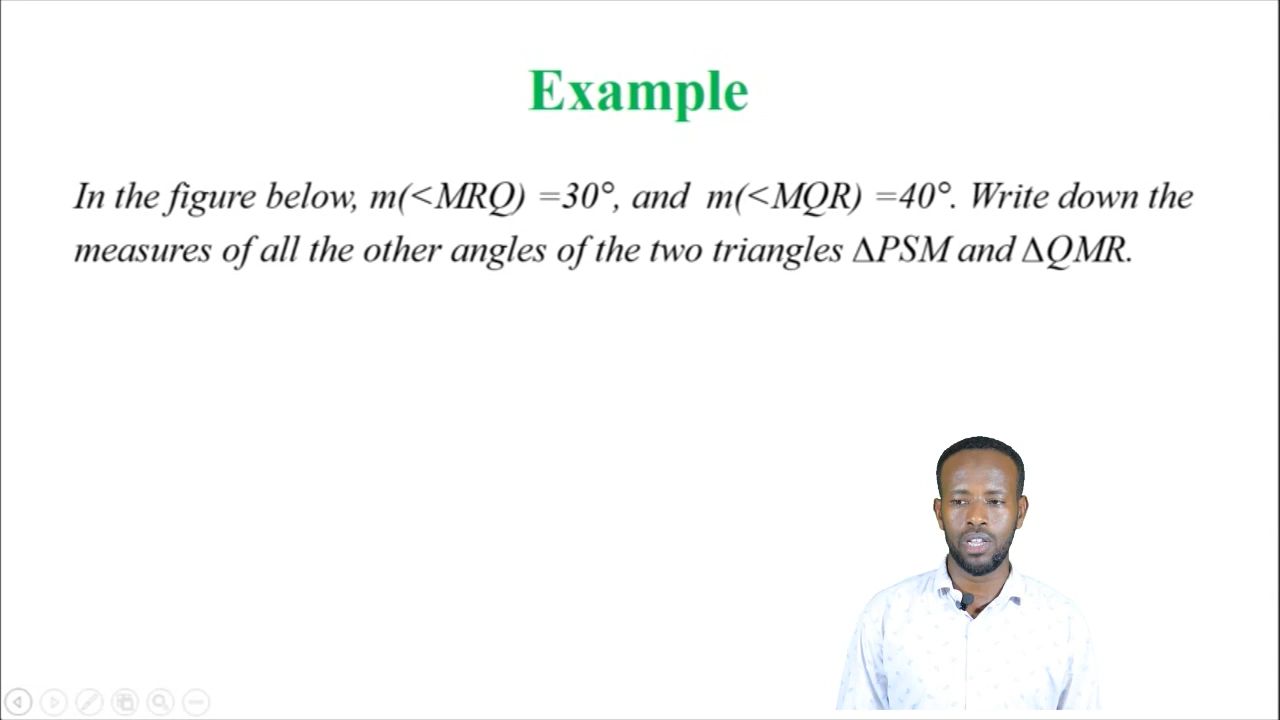 Example
In the figure below, m(<MRQ) =30°, and m(<MQR) =40°. Write down the
measures of all the other angles of the two triangles ΔPSM and ΔQMR.